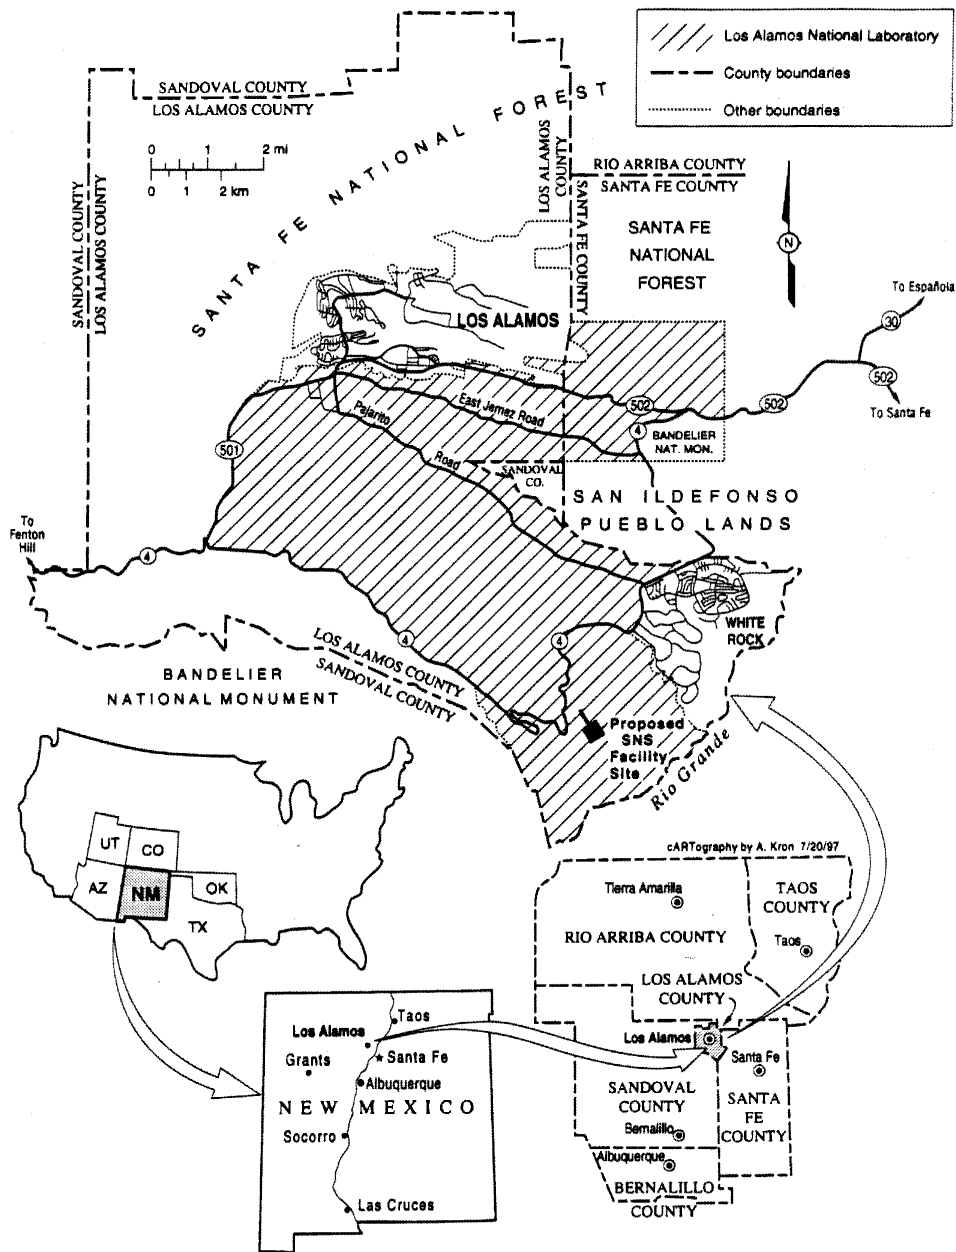 Los Alamos National Laboratory
County boundaries
Other boundaries
SANDOVAL COUNTY
LOS ALAMOS COUNTY
0 1 2 mi
0 1 2 km
SANTA FE NATIONAL FOREST
SANDOVAL COUNTY
LOS ALAMOS COUNTY
LOS ALAMOS
COUNTY
SANTA FE COUNTY
RIO ARRIBA COUNTY
SANTA FE COUNTY
SANTA FE
NATIONAL
FOREST
N
To Española
30
LOS ALAMOS
502
502
502
To Santa Fe
East Jemez Road
4
BANDELIER
NAT. MON.
Pajarito
Road
501
SANDOVAL
CO.
SAN ILDEFONSO
PUEBLO LANDS
To
Fenton
Hill
4
WHITE
ROCK
4
4
LOS ALAMOS COUNTY
SANDOVAL COUNTY
BANDELIER
NATIONAL MONUMENT
Proposed
SNS
Facility
Site
Rio Grande
cARTography by A. Kron 7/20/97
UT
CO
AZ
NM
OK
TX
Tierra Amarilla
RIO ARRIBA COUNTY
TAOS
COUNTY
Taos
LOS ALAMOS
COUNTY
Los Alamos
Santa Fe
SANDOVAL
COUNTY
SANTA
FE
COUNTY
Bernalillo
Albuquerque
BERNALILLO
COUNTY
Taos
Los Alamos
Grants
Santa Fe
Albuquerque
NEW MEXICO
Socorro
Las Cruces